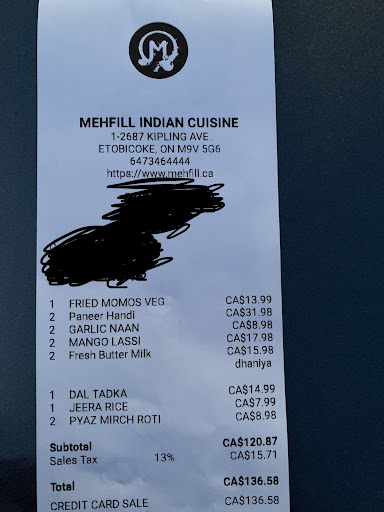 M
MEHFILL INDIAN CUISINE
1-2687 KIPLING AVE
ETOBICOKE, ON M9V 5G6
6473464444
https://www.mehfill.ca
1 FRIED MOMOS VEG CA$13.99
2 Paneer Handi CA$31.98
2 GARLIC NAAN CA$8.98
2 MANGO LASSI CA$17.98
2 Fresh Butter Milk CA$15.98
dhaniya
1 DAL TADKA CA$14.99
1 JEERA RICE CA$7.99
2 PYAZ MIRCH ROTI CA$8.98
Subtotal CA$120.87
Sales Tax 13% CA$15.71
Total CA$136.58
CREDIT CARD SALE CA$136.58